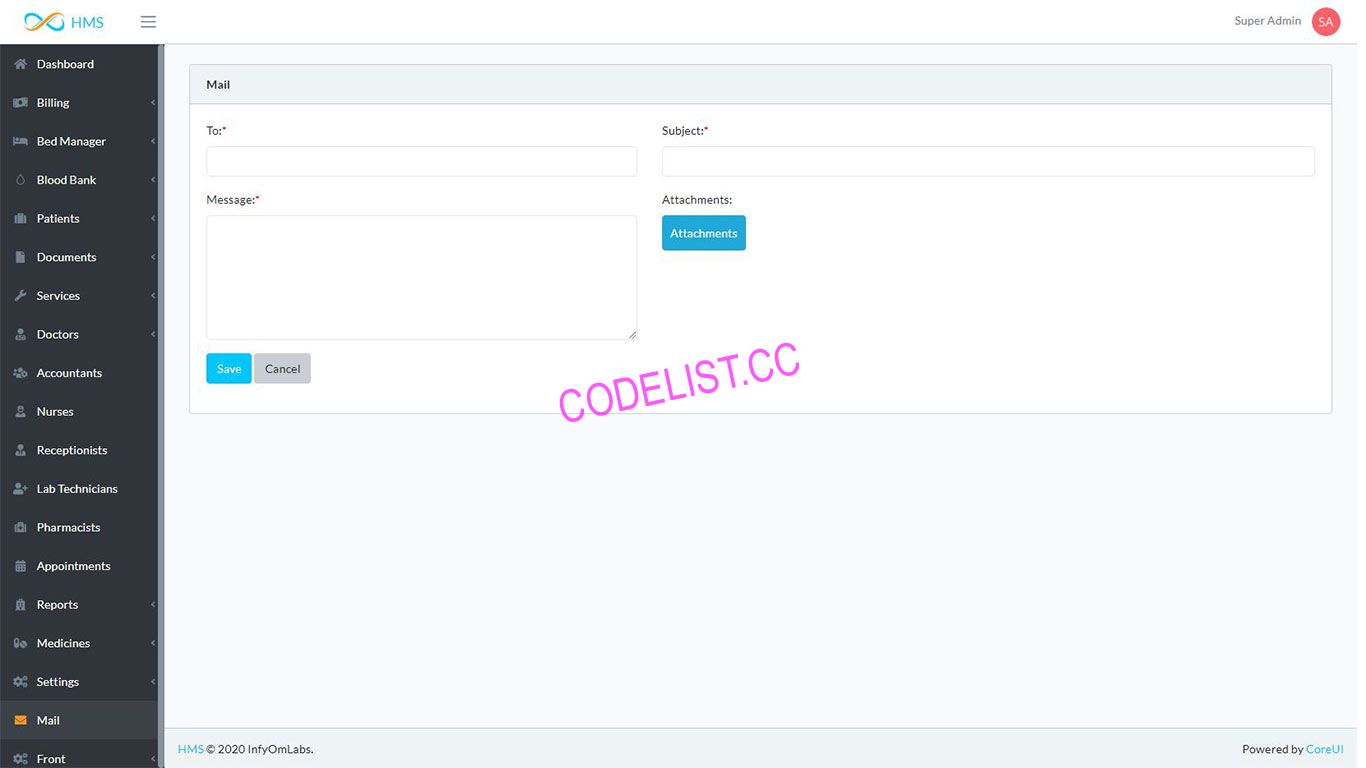 HMS
Super Admin
SA
Dashboard
Billing
Bed Manager
Blood Bank
Patients
Documents
Services
Doctors
Accountants
Nurses
Receptionists
Lab Technicians
Pharmacists
Appointments
Reports
Medicines
Settings
Mail
Front
Mail
To:*
Subject:*
Message:*
Attachments:
Attachments
Save
Cancel
CODELIST.CC
HMS © 2020 InfyOmLabs.
Powered by CoreUI